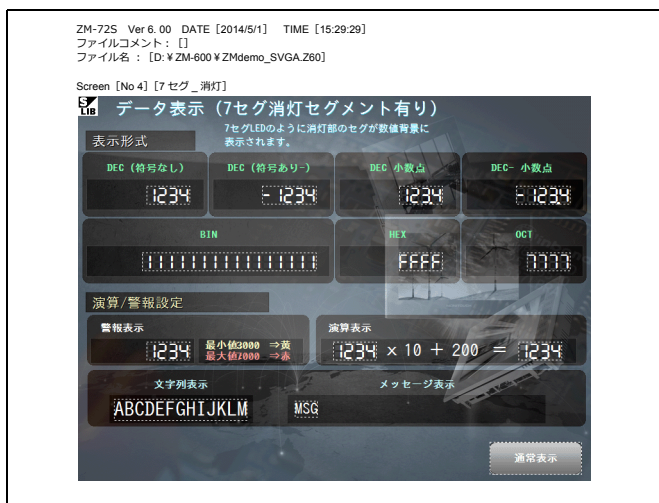 ZM-72S Ver 6. 00 DATE［2014/5/1］ TIME［15:29:29］
ファイルコメント：［］
ファイル名 ：［D:￥ZM-600￥ZMdemo_SVGA.Z60］
Screen［No 4］［7 セグ _ 消灯］
S LIB データ表示（7セグ消灯セグメント有り）
7セグLEDのように消灯部のセグが数値背景に
表示されます。
表示形式
DEC（符号なし） DEC（符号あり-） DEC 小数点 DEC- 小数点
1234 -1234 123.4 -123.4
BIN HEX OCT
1111111111111111 FFFF 7777
演算/警報設定
警報表示 演算表示
1234 最小値3000 ⇒黄
最大値7000 ⇒赤
1234 × 10 + 200 = 1234
文字列表示 メッセージ表示
ABCDEFGHIJKLM MSG
通常表示